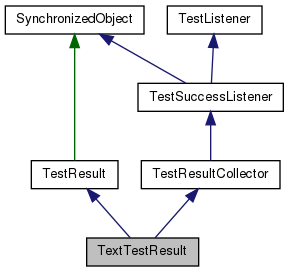 SynchronizedObject
TestListener
TestSuccessListener
TestResult
TestResultCollector
TextTestResult